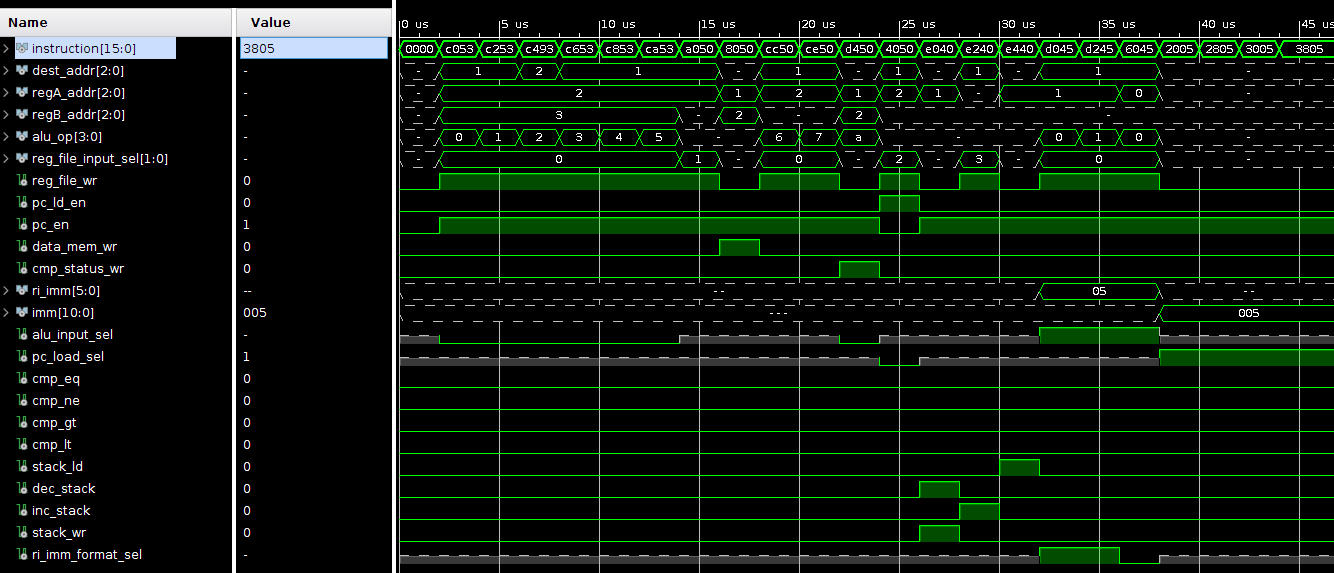 Name Value 0 us 5 us 10 us 15 us 20 us 25 us 30 us 35 us 40 us 45 us
instruction[15:0] 3805 0000 c053 c253 c493 c653 c853 ca53 a050 8050 cc50 ce50 d450 4050 e040 e240 e440 d045 d245 6045 2005 2805 3005 3805
dest_addr[2:0] - - 1 2 1 - 1 - 1 - 1 - 1 -
regA_addr[2:0] - - 2 1 2 1 2 1 - 1 0 -
regB_addr[2:0] - - 3 - 2 - 2 -
alu_op[3:0] - - 0 1 2 3 4 5 - 6 7 a - 0 1 0 -
reg_file_input_sel[1:0] - - 0 1 - 0 - 2 - 3 - 0 -
reg_file_wr 0
pc_ld_en 0
pc_en 1
data_mem_wr 0
cmp_status_wr 0
ri_imm[5:0] -- -- 05 --
imm[10:0] 005 --- 005
alu_input_sel -
pc_load_sel 1
cmp_eq 0
cmp_ne 0
cmp_gt 0
cmp_lt 0
stack_ld 0
dec_stack 0
inc_stack 0
stack_wr 0
ri_imm_format_sel -